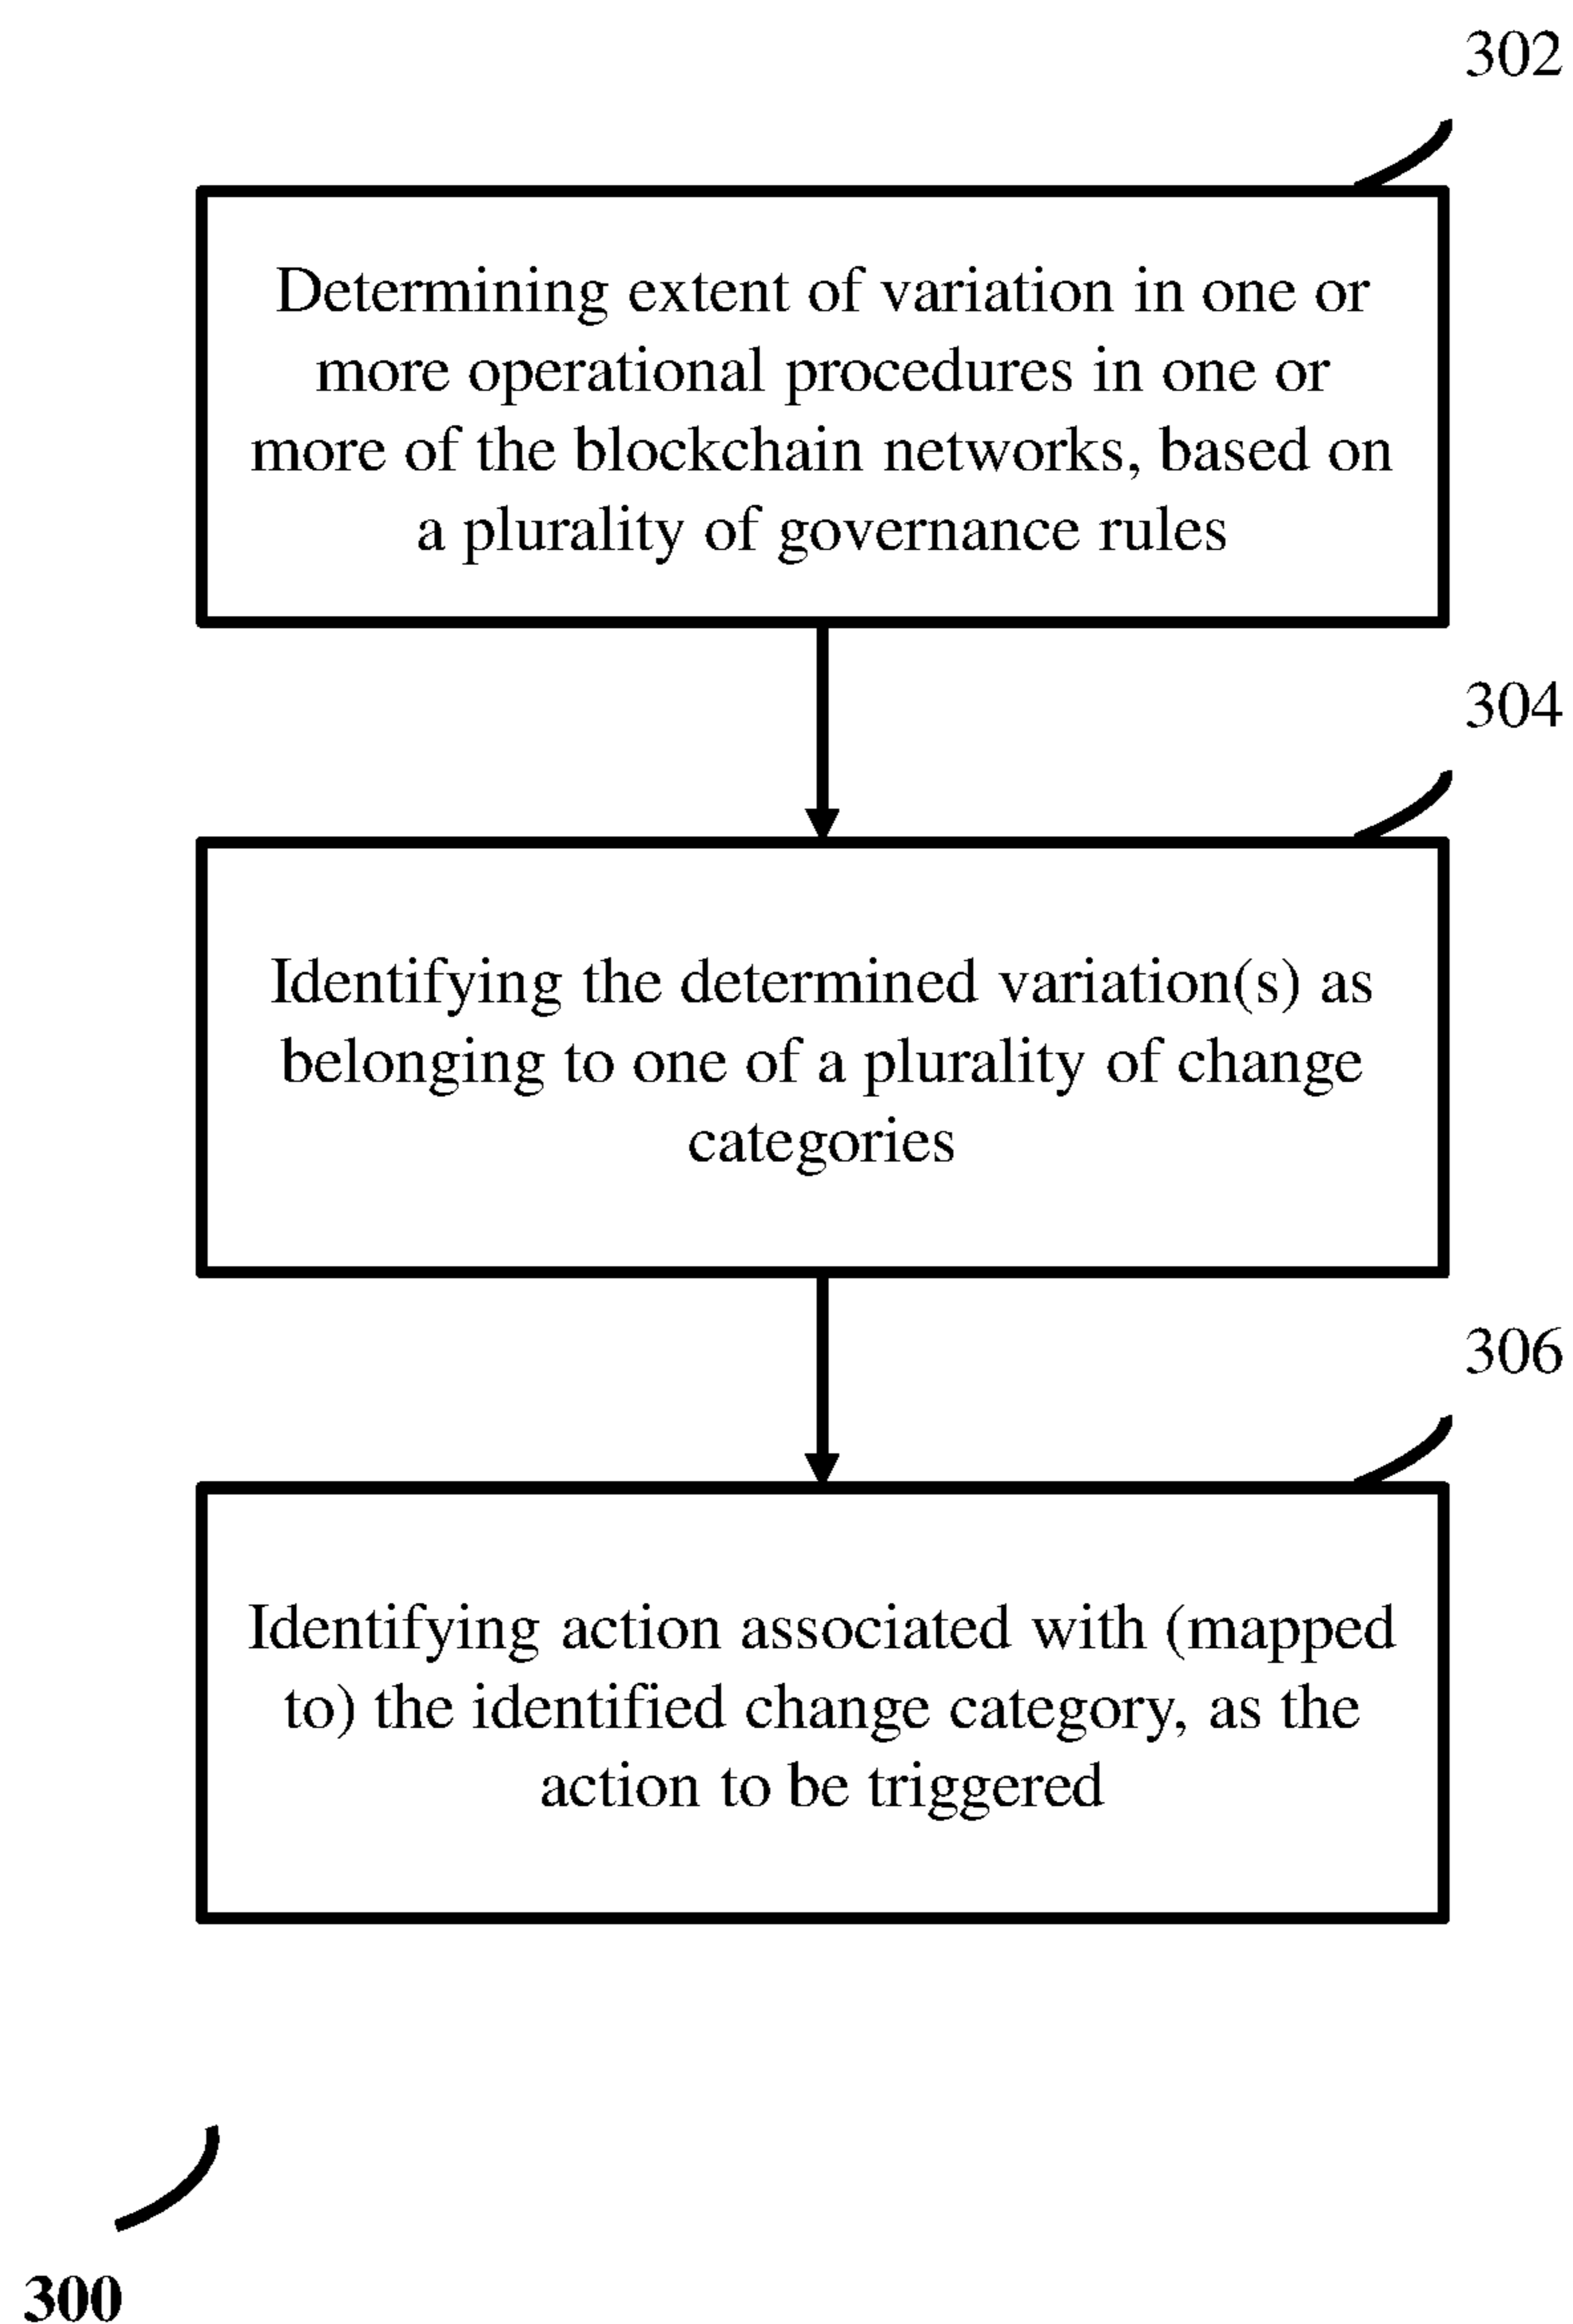 302
Determining extent of variation in one or
more operational procedures in one or
more of the blockchain networks, based on
a plurality of governance rules
304
Identifying the determined variation(s) as
belonging to one of a plurality of change
categories
306
Identifying action associated with (mapped
to) the identified change category, as the
action to be triggered
300